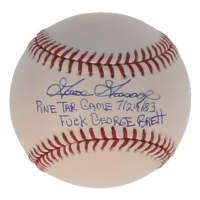 Goose Gossage
PINE TAR GAME 7/24/83
FUCK GEORGE BRETT